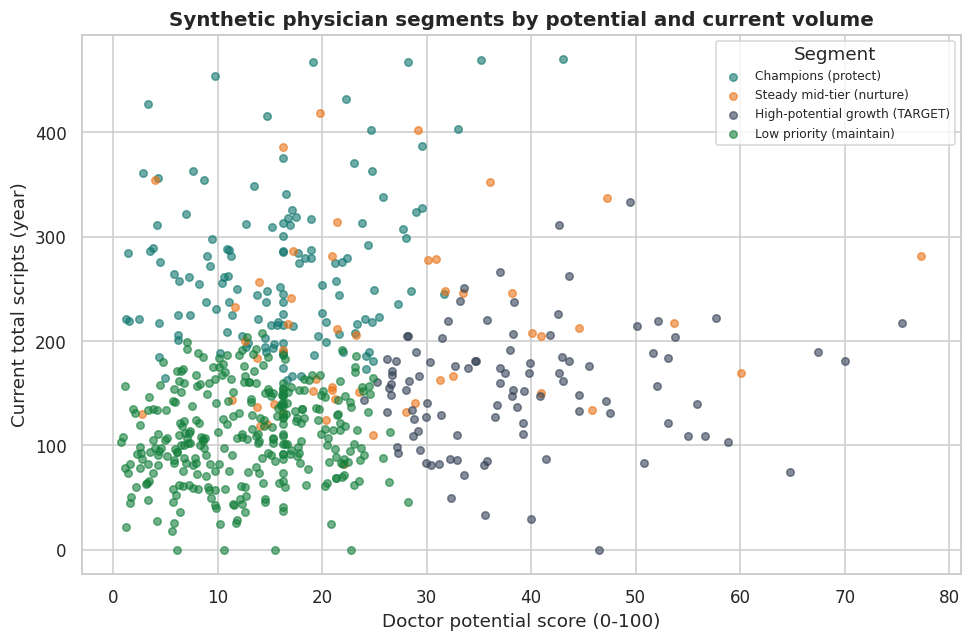 Synthetic physician segments by potential and current volume
Segment
Champions (protect)
Steady mid-tier (nurture)
High-potential growth (TARGET)
Low priority (maintain)
Current total scripts (year)
400
300
200
100
0
0 10 20 30 40 50 60 70 80
Doctor potential score (0-100)